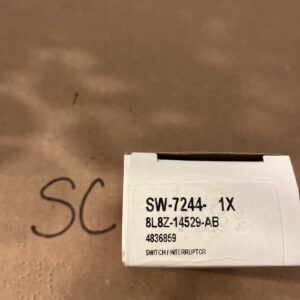 SC
SW-7244- 1X
8L8Z-14529-AB
4836859
SWITCH / INTERRUPTOR